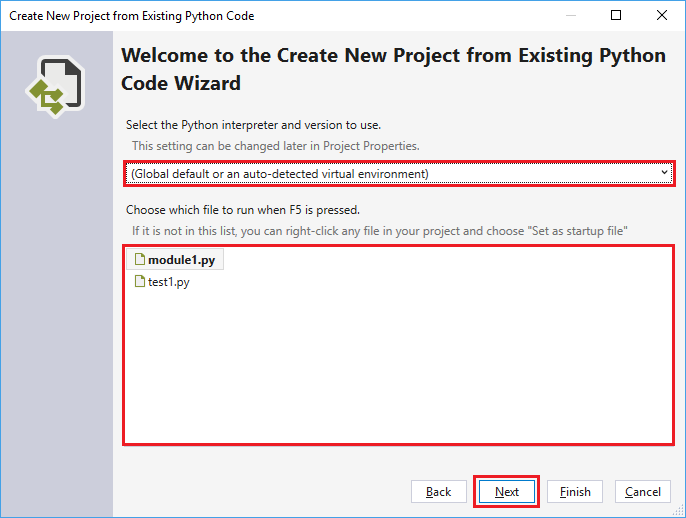 Create New Project from Existing Python Code
Welcome to the Create New Project from Existing Python
Code Wizard
Select the Python interpreter and version to use.
This setting can be changed later in Project Properties.
(Global default or an auto-detected virtual environment)
Choose which file to run when F5 is pressed.
If it is not in this list, you can right-click any file in your project and choose "Set as startup file"
module1.py
test1.py
Back Next Finish Cancel